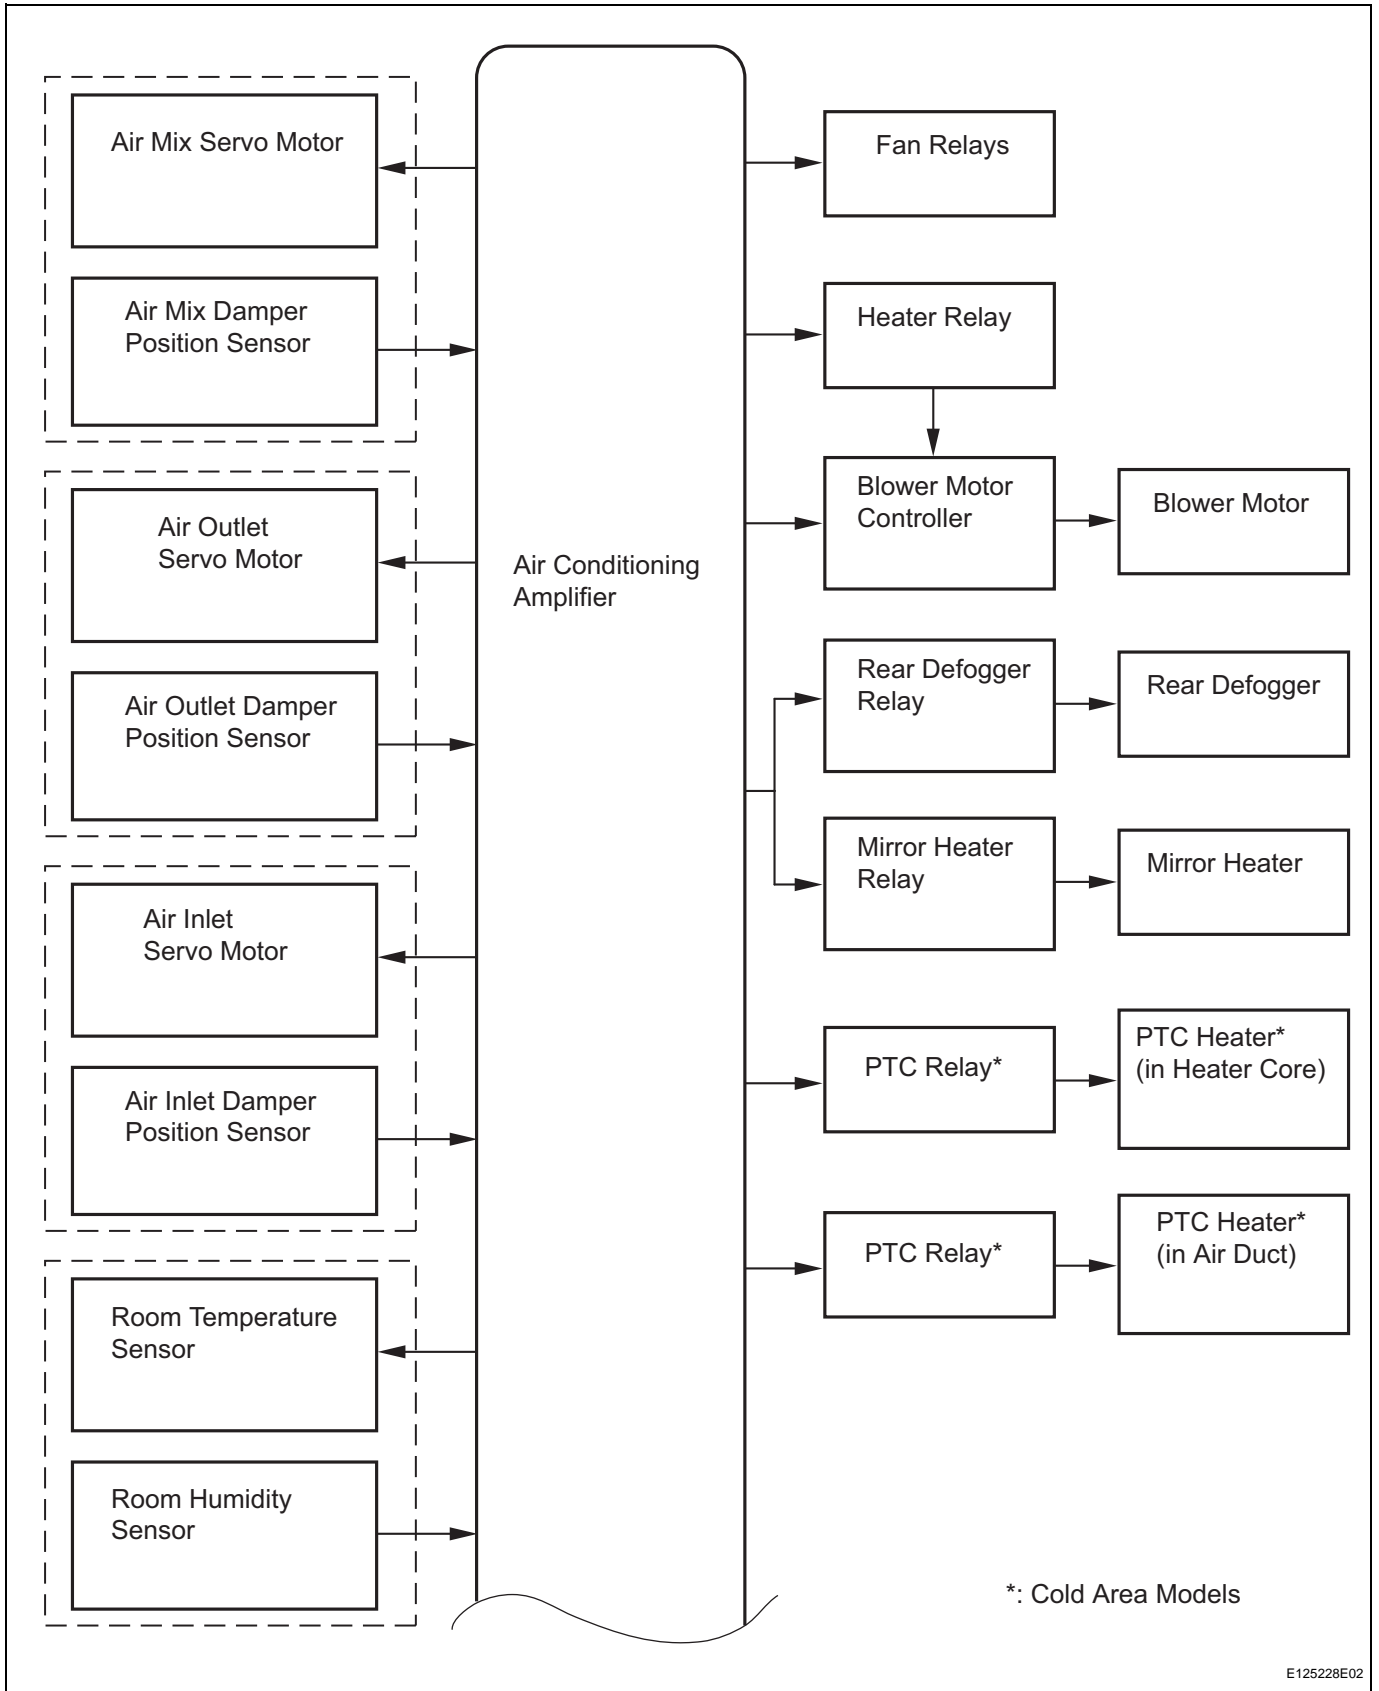 Air Mix Servo Motor
Air Mix Damper
Position Sensor
Air Outlet
Servo Motor
Air Outlet Damper
Position Sensor
Air Inlet
Servo Motor
Air Inlet Damper
Position Sensor
Room Temperature
Sensor
Room Humidity
Sensor
Air Conditioning
Amplifier
Fan Relays
Heater Relay
Blower Motor
Controller
Blower Motor
Rear Defogger
Relay
Rear Defogger
Mirror Heater
Relay
Mirror Heater
PTC Relay*
PTC Heater*
(in Heater Core)
PTC Relay*
PTC Heater*
(in Air Duct)
*: Cold Area Models
E125228E02